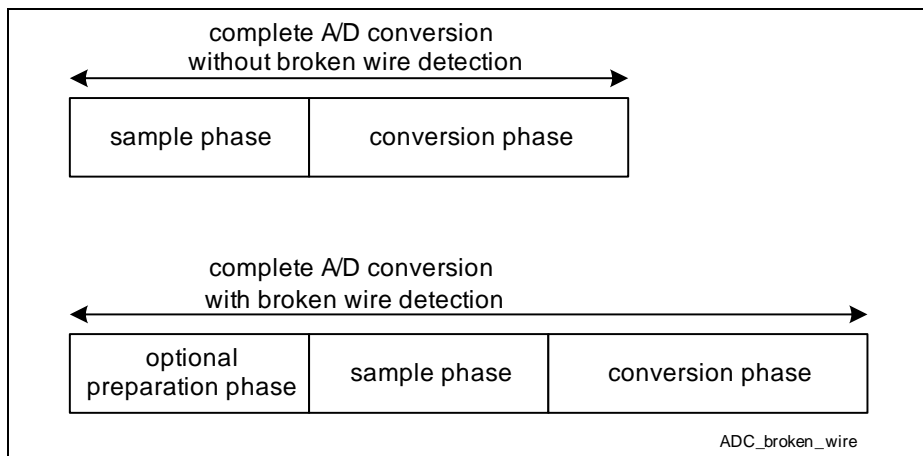 complete A/D conversion
without broken wire detection
sample phase
conversion phase
complete A/D conversion
with broken wire detection
optional
preparation phase
sample phase
conversion phase
ADC_broken_wire